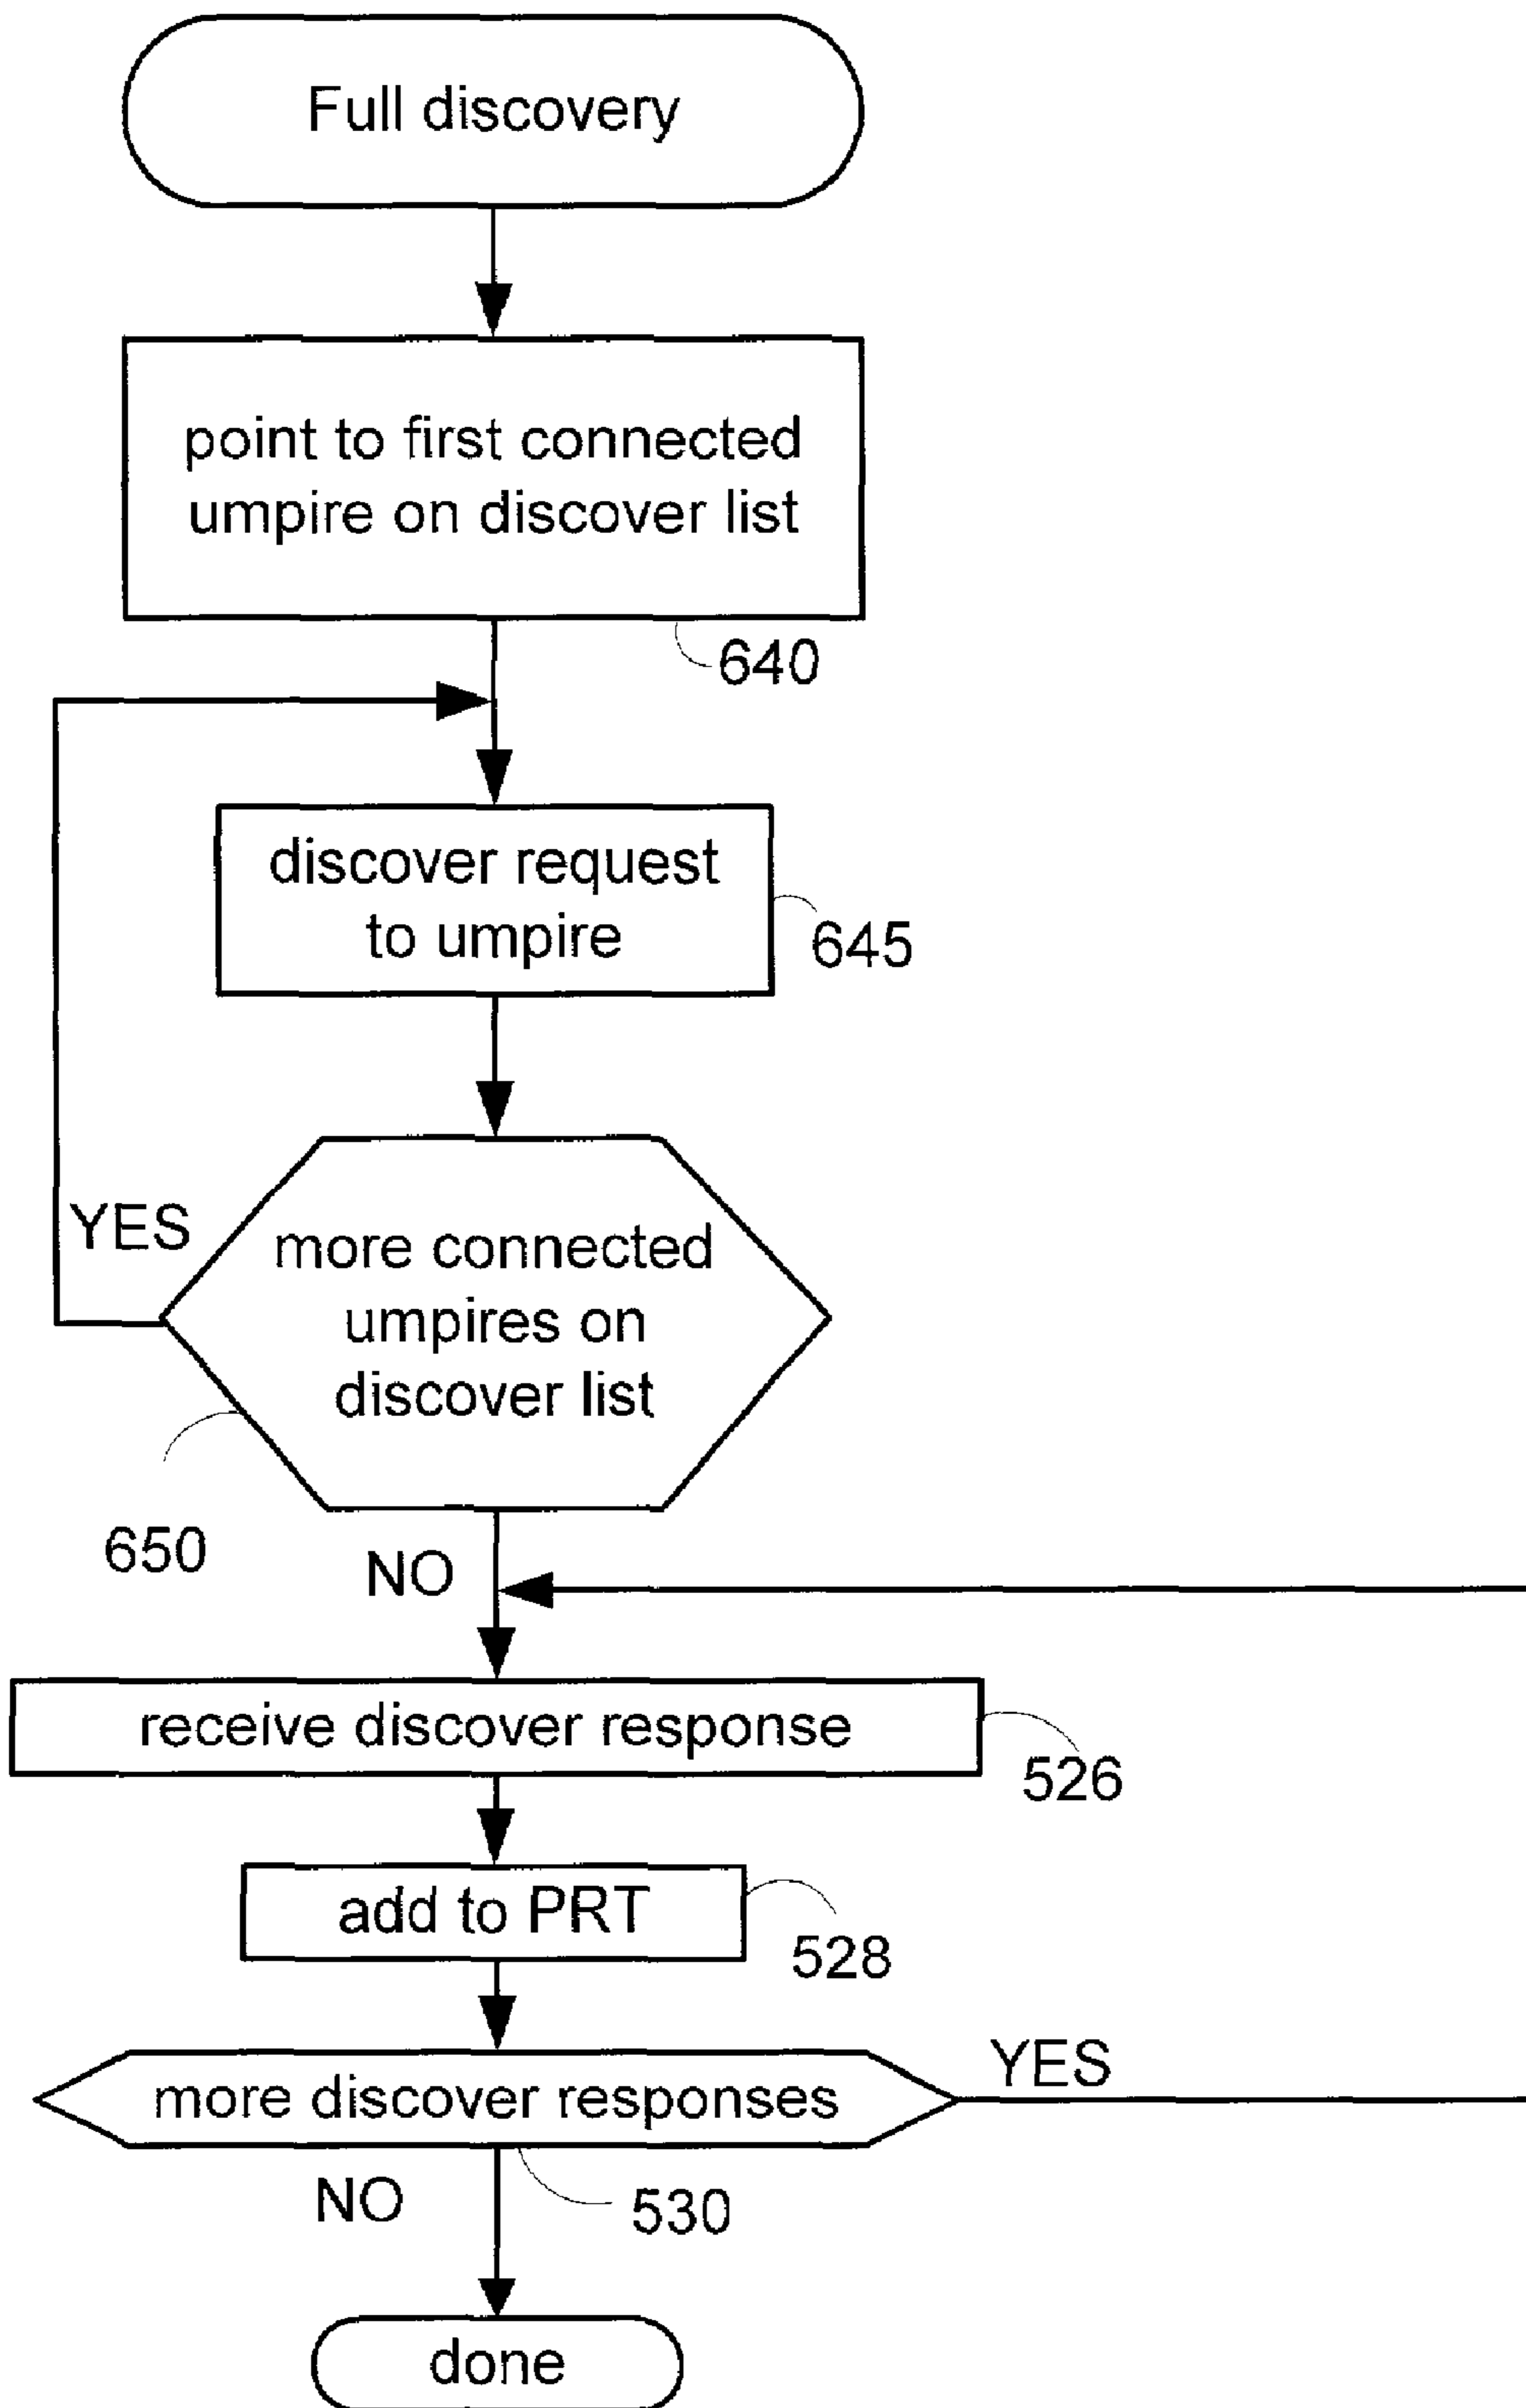 Full discovery
point to first connected
umpire on discover list
640
discover request
to umpire
645
YES
more connected
umpires on
discover list
650
NO
receive discover response
526
add to PRT
528
more discover responses
YES
NO
530
done